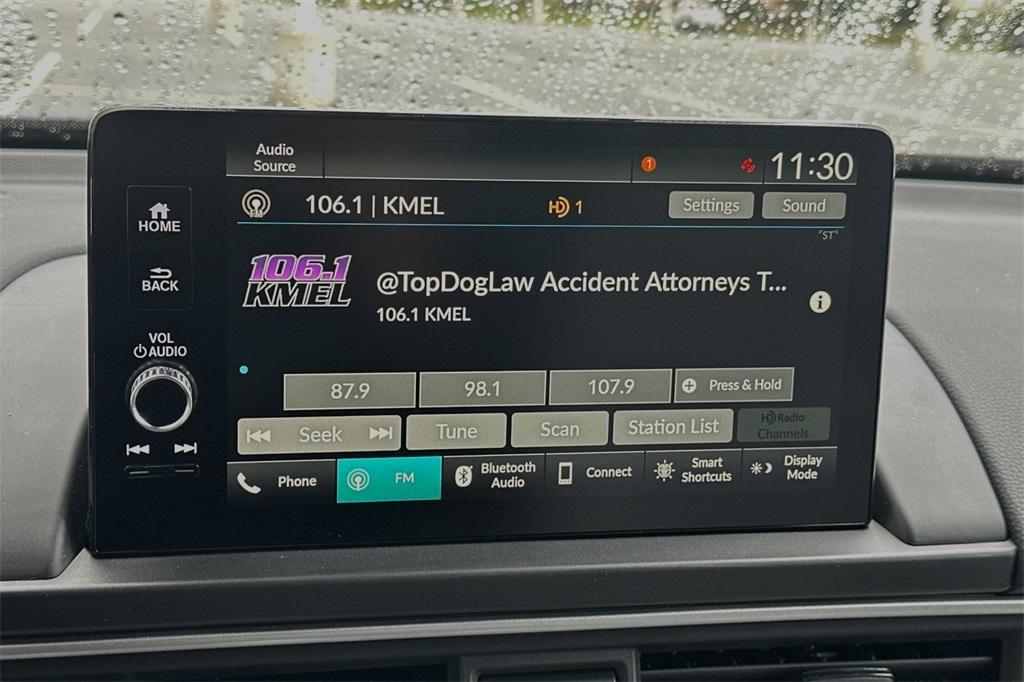 Audio
Source
1
11:30
HOME
FM
106.1 | KMEL
HD 1
Settings
Sound
"ST"
BACK
106.1
KMEL
@TopDogLaw Accident Attorneys T...
106.1 KMEL
i
VOL
AUDIO
87.9
98.1
107.9
Press & Hold
Seek
Tune
Scan
Station List
HD Radio
Channels
Phone
FM
Bluetooth
Audio
Connect
Smart
Shortcuts
Display
Mode